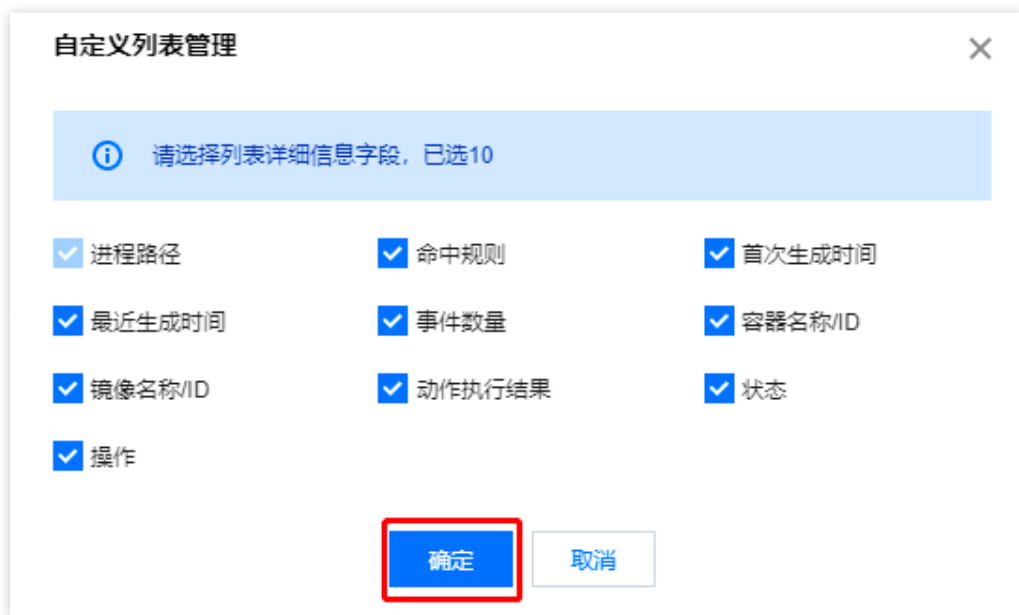 自定义列表管理
请选择列表详细信息字段，已选10
进程路径 命中规则 首次生成时间
最近生成时间 事件数量 容器名称/ID
镜像名称/ID 动作执行结果 状态
操作
确定 取消